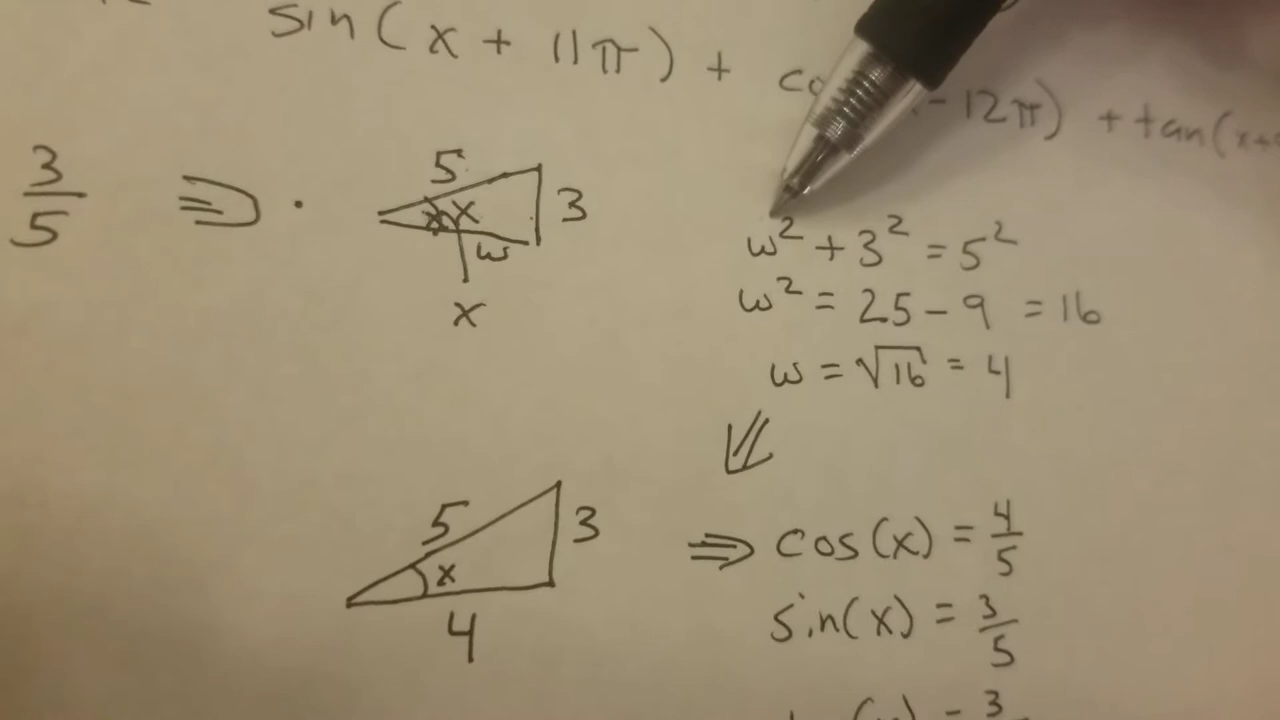 sin(x + 11π) + co - 12π) + tan(x+
3/5 ⇒ · 5 3 x x w x
w² + 3² = 5²
w² = 25 - 9 = 16
w = √16 = 4
5 3 x 4
⇒ cos(x) = 4/5
sin(x) = 3/5
(x) = 3